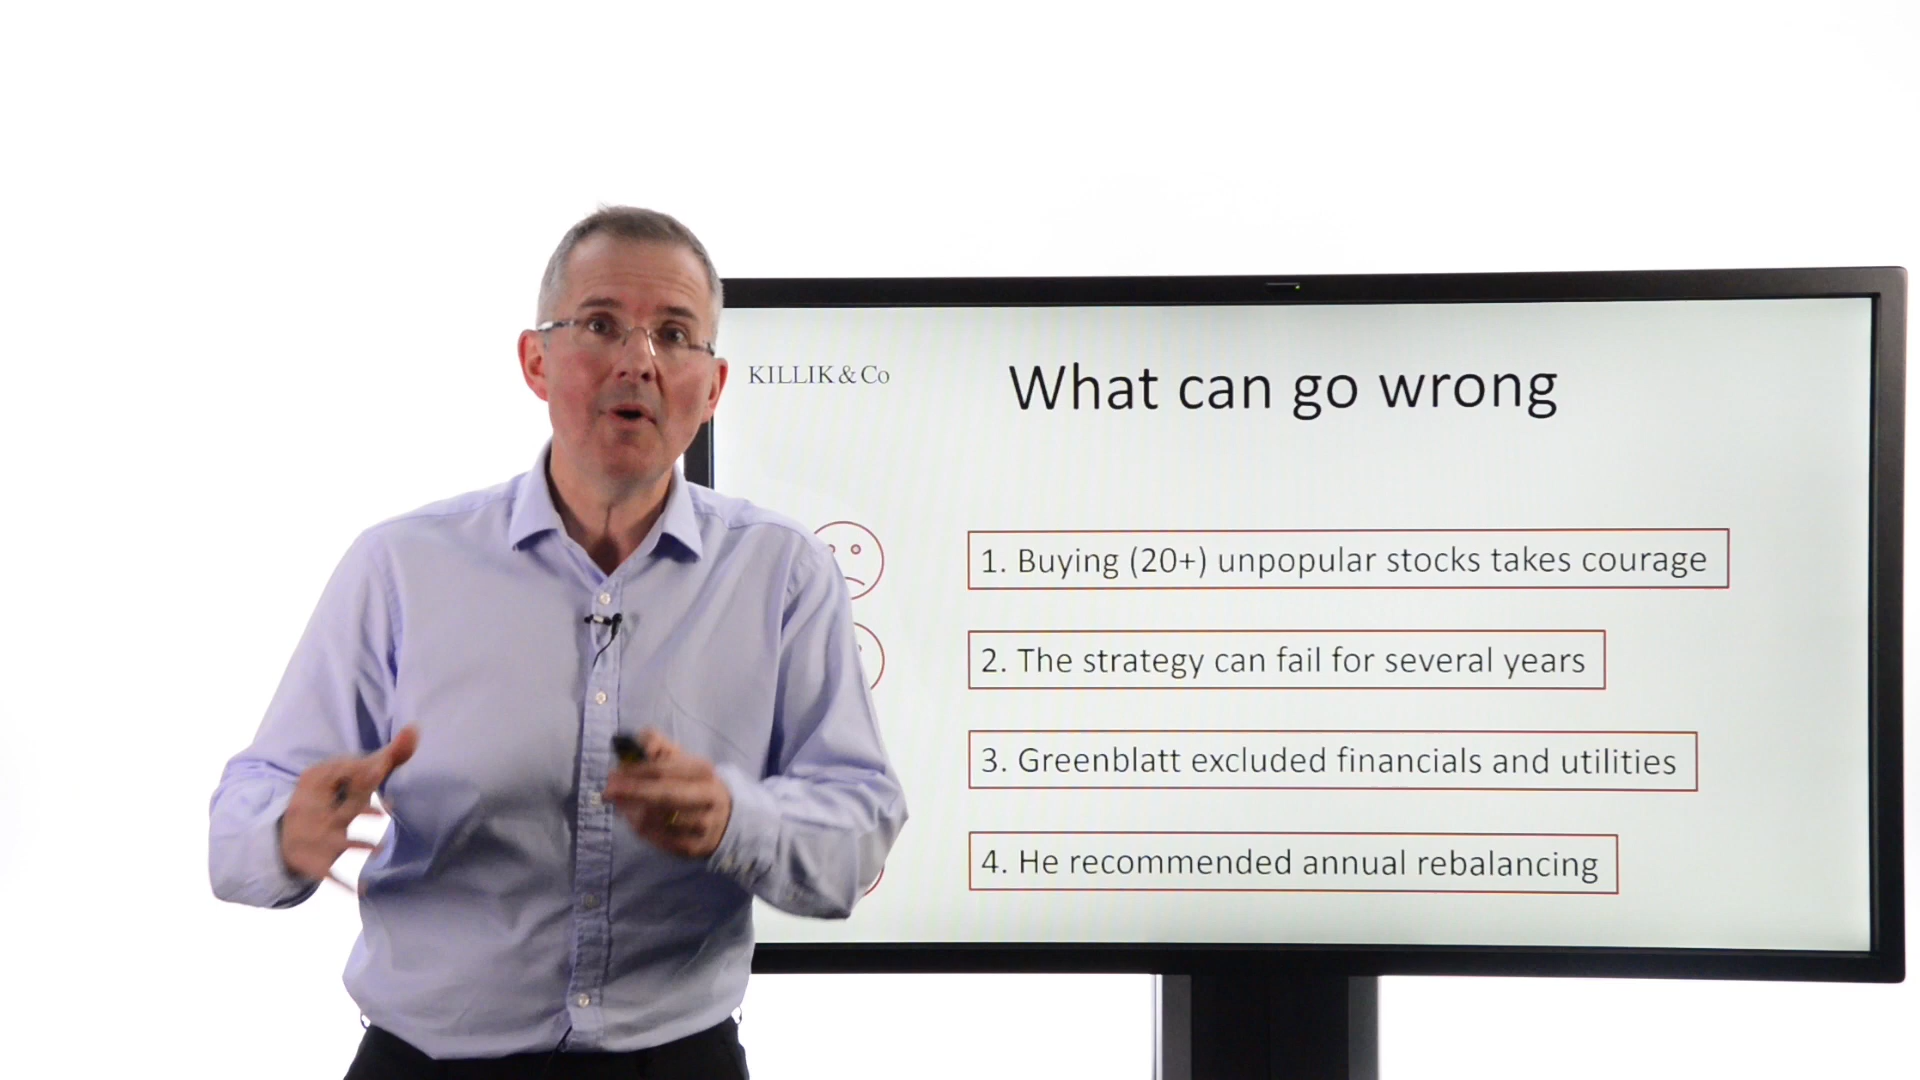 KILLIK & Co
What can go wrong
1. Buying (20+) unpopular stocks takes courage
2. The strategy can fail for several years
3. Greenblatt excluded financials and utilities
4. He recommended annual rebalancing